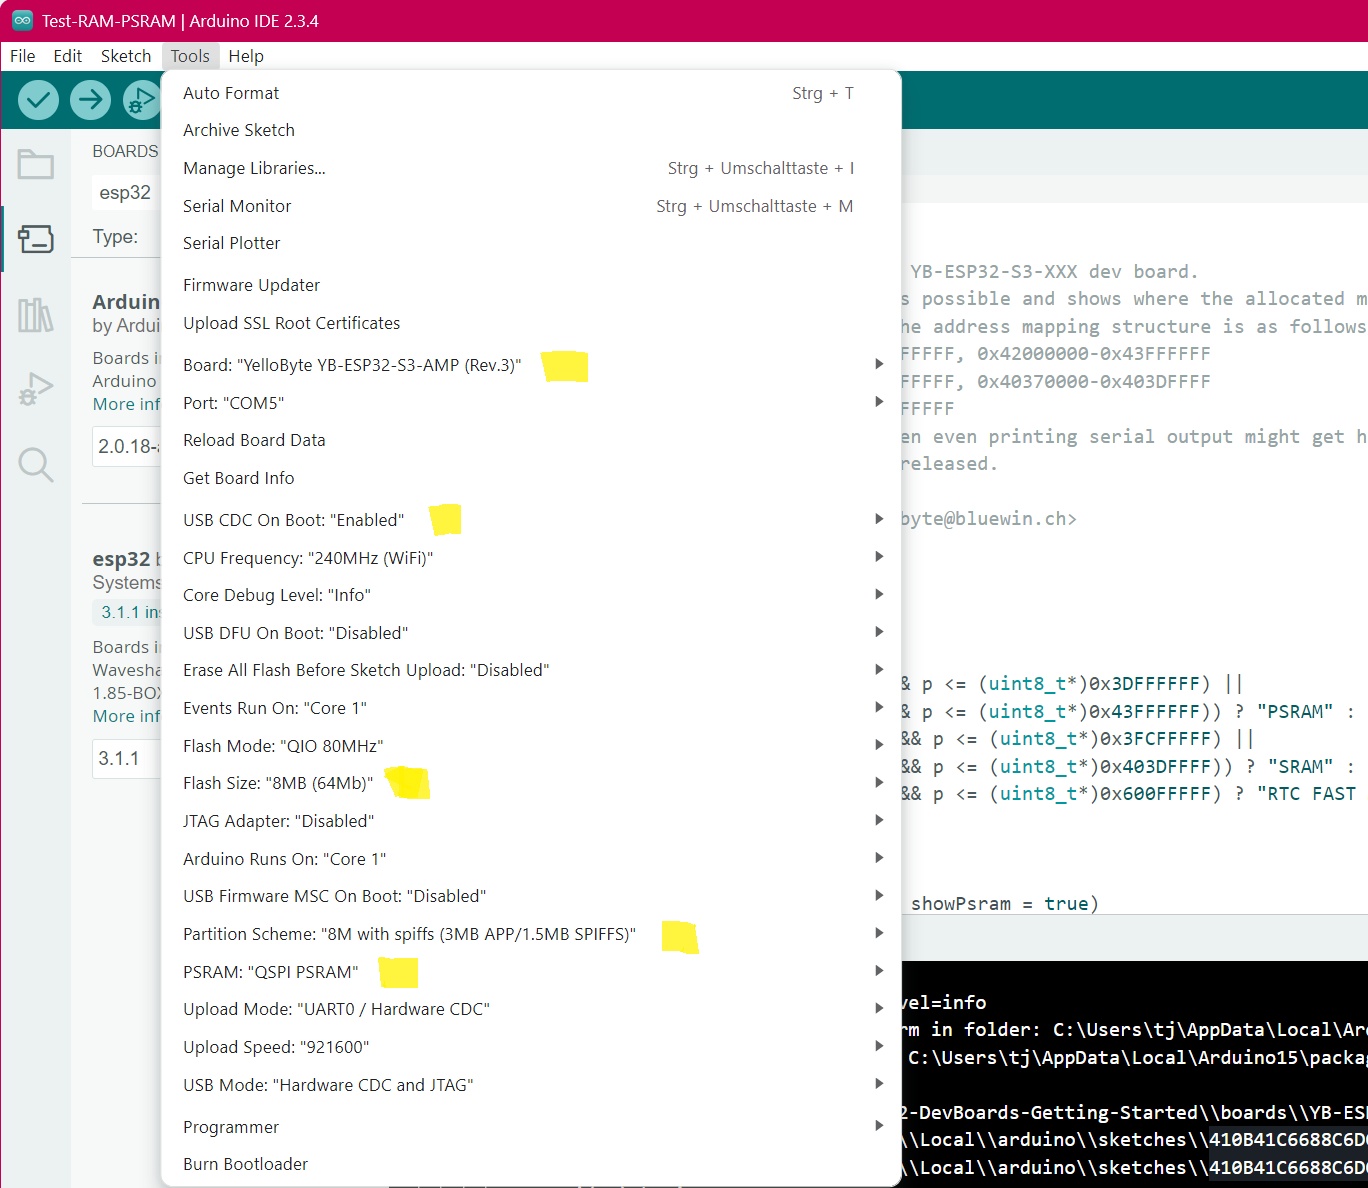 Test-RAM-PSRAM | Arduino IDE 2.3.4
File Edit Sketch Tools Help
BOARDS
esp32
Type:
Arduin
by Ardui
Boards i
Arduino
More inf
2.0.18-
esp32
Systems
3.1.1 in
Boards i
Wavesha
1.85-BO
More inf
3.1.1
Auto Format Strg + T
Archive Sketch
Manage Libraries... Strg + Umschalttaste + I
Serial Monitor Strg + Umschalttaste + M
Serial Plotter
Firmware Updater
Upload SSL Root Certificates
Board: "YelloByte YB-ESP32-S3-AMP (Rev.3)"
Port: "COM5"
Reload Board Data
Get Board Info
USB CDC On Boot: "Enabled"
CPU Frequency: "240MHz (WiFi)"
Core Debug Level: "Info"
USB DFU On Boot: "Disabled"
Erase All Flash Before Sketch Upload: "Disabled"
Events Run On: "Core 1"
Flash Mode: "QIO 80MHz"
Flash Size: "8MB (64Mb)"
JTAG Adapter: "Disabled"
Arduino Runs On: "Core 1"
USB Firmware MSC On Boot: "Disabled"
Partition Scheme: "8M with spiffs (3MB APP/1.5MB SPIFFS)"
PSRAM: "QSPI PSRAM"
Upload Mode: "UART0 / Hardware CDC"
Upload Speed: "921600"
USB Mode: "Hardware CDC and JTAG"
Programmer
Burn Bootloader
YB-ESP32-S3-XXX dev board.
s possible and shows where the allocated m
he address mapping structure is as follows
FFFFF, 0x42000000-0x43FFFFFF
FFFFF, 0x40370000-0x403DFFFF
FFFFF
en even printing serial output might get h
released.
byte@bluewin.ch>
& p <= (uint8_t*)0x3DFFFFFF) ||
& p <= (uint8_t*)0x43FFFFFF)) ? "PSRAM" :
&& p <= (uint8_t*)0x3FCFFFFF) ||
&& p <= (uint8_t*)0x403DFFFF)) ? "SRAM" :
&& p <= (uint8_t*)0x600FFFFF) ? "RTC FAST
showPsram = true)
vel=info
rm in folder: C:\Users\tj\AppData\Local\Ar
C:\Users\tj\AppData\Local\Arduino15\packa
2-DevBoards-Getting-Started\\boards\\YB-ES
\\Local\\arduino\\sketches\\410B41C6688C6D
\\Local\\arduino\\sketches\\410B41C6688C6D